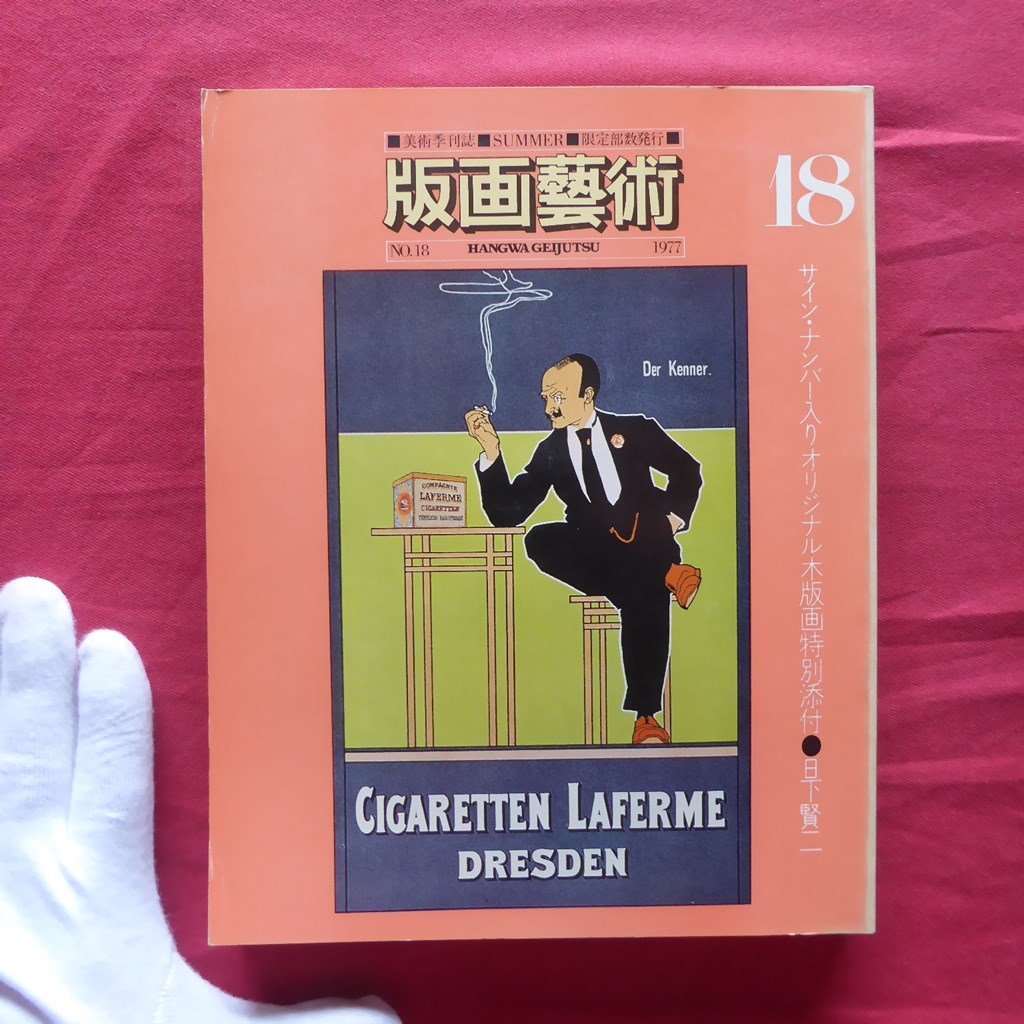 ■美術季刊誌■SUMMER■限定部数発行■
版画藝術
NO.18 HANGWA GEIJUTSU 1977
18
サイン・ナンバー入りオリジナル木版画特別添付●日下賢二
Der Kenner.
COMPAGNIE
LAFERME
CIGARETTEN
CIGARETTEN LAFERME
DRESDEN